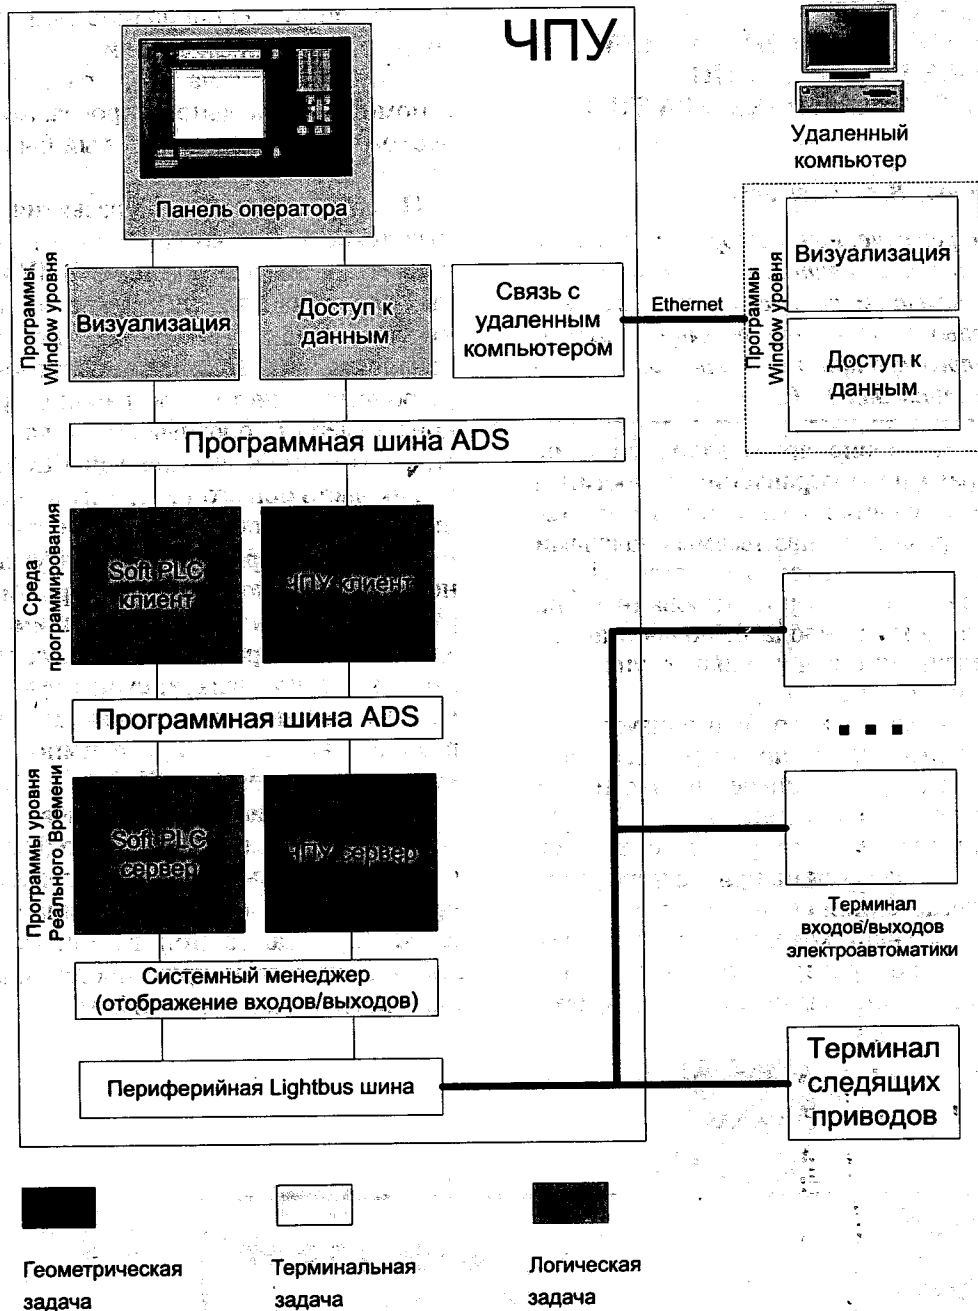 ЧПУ
Панель оператора
Удаленный
компьютер
Программы
Window уровня
Визуализация
Доступ к
данным
Связь с
удаленным
компьютером
Ethernet
Программы
Window уровня
Визуализация
Доступ к
данным
Программная шина ADS
Среда
программирования
Soft PLC
клиент
ЧПУ клиент
Программная шина ADS
Программы уровня
Реального Времени
Soft PLC
сервер
ЧПУ сервер
Терминал
входов/выходов
электроавтоматики
Системный менеджер
(отображение входов/выходов)
Периферийная Lightbus шина
Терминал
следящих
приводов
Геометрическая
задача
Терминальная
задача
Логическая
задача